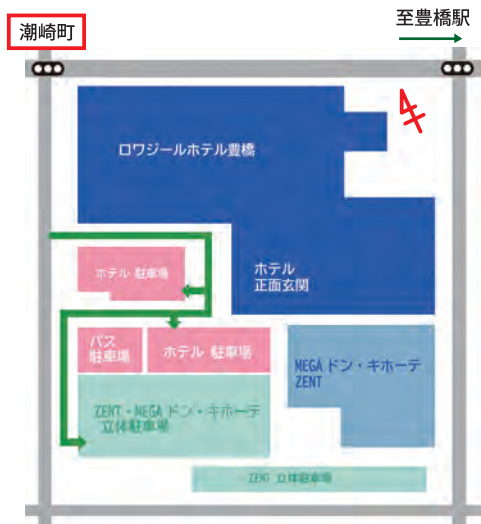 至豊橋駅
潮崎町
ロワジールホテル豊橋
ホテル 駐車場
ホテル
正面玄関
バス
駐車場
ホテル 駐車場
MEGA ドン・キホーテ
ZENT
ZENT・MEGA ドン・キホーテ
立体駐車場
ZENT 立体駐車場